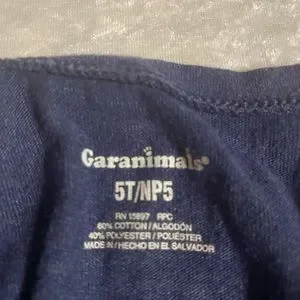 Garanimals®
5T/NP5
RN 15897 RPC
60% COTTON / ALGODÓN
40% POLYESTER / POLIÉSTER
MADE IN / HECHO EN EL SALVADOR